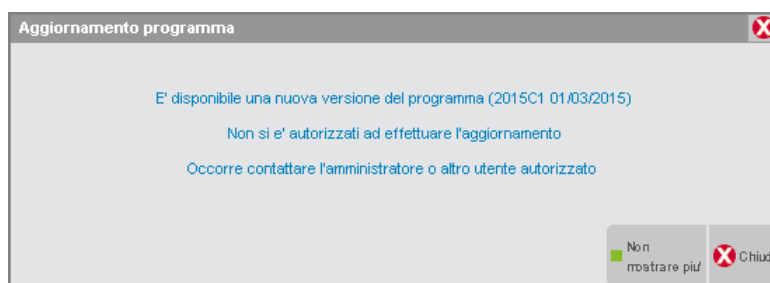 Aggiornamento programma
E' disponibile una nuova versione del programma (2015C1 01/03/2015)
Non si e' autorizzati ad effettuare l'aggiornamento
Occorre contattare l'amministratore o altro utente autorizzato
Non
mostrare piu'
Chiud